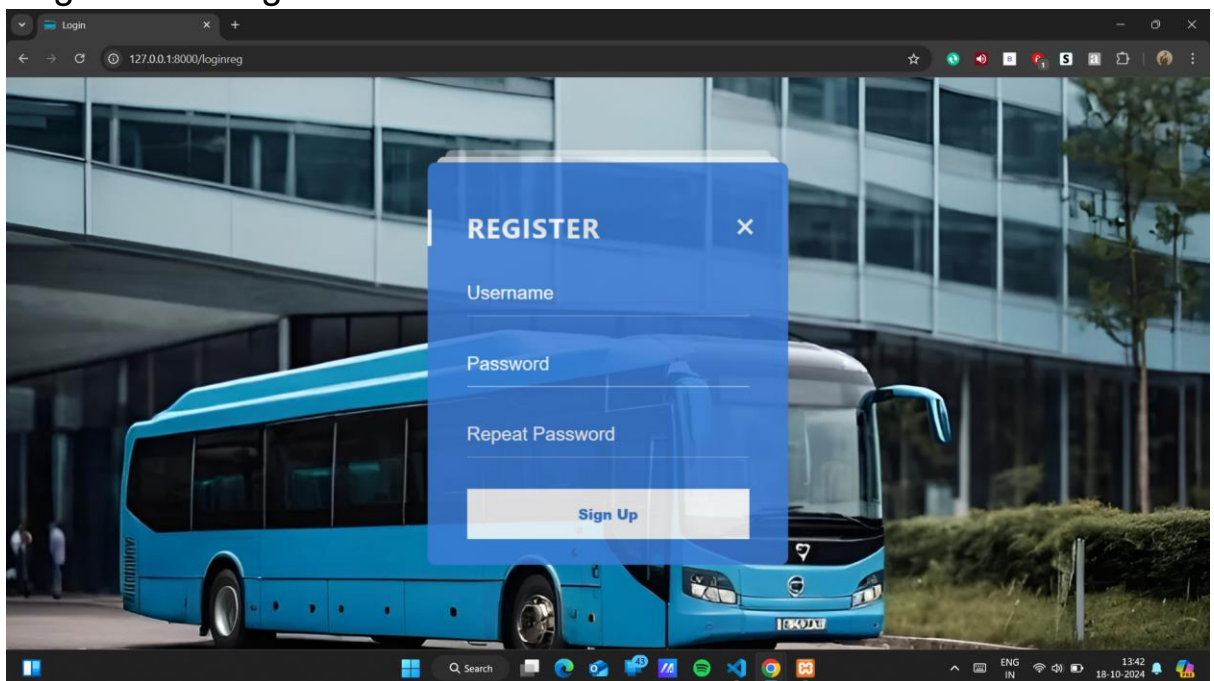 Login
127.0.0.1:8000/loginreg
REGISTER
Username
Password
Repeat Password
Sign Up
Search
43
ENG
IN
13:42
18-10-2024